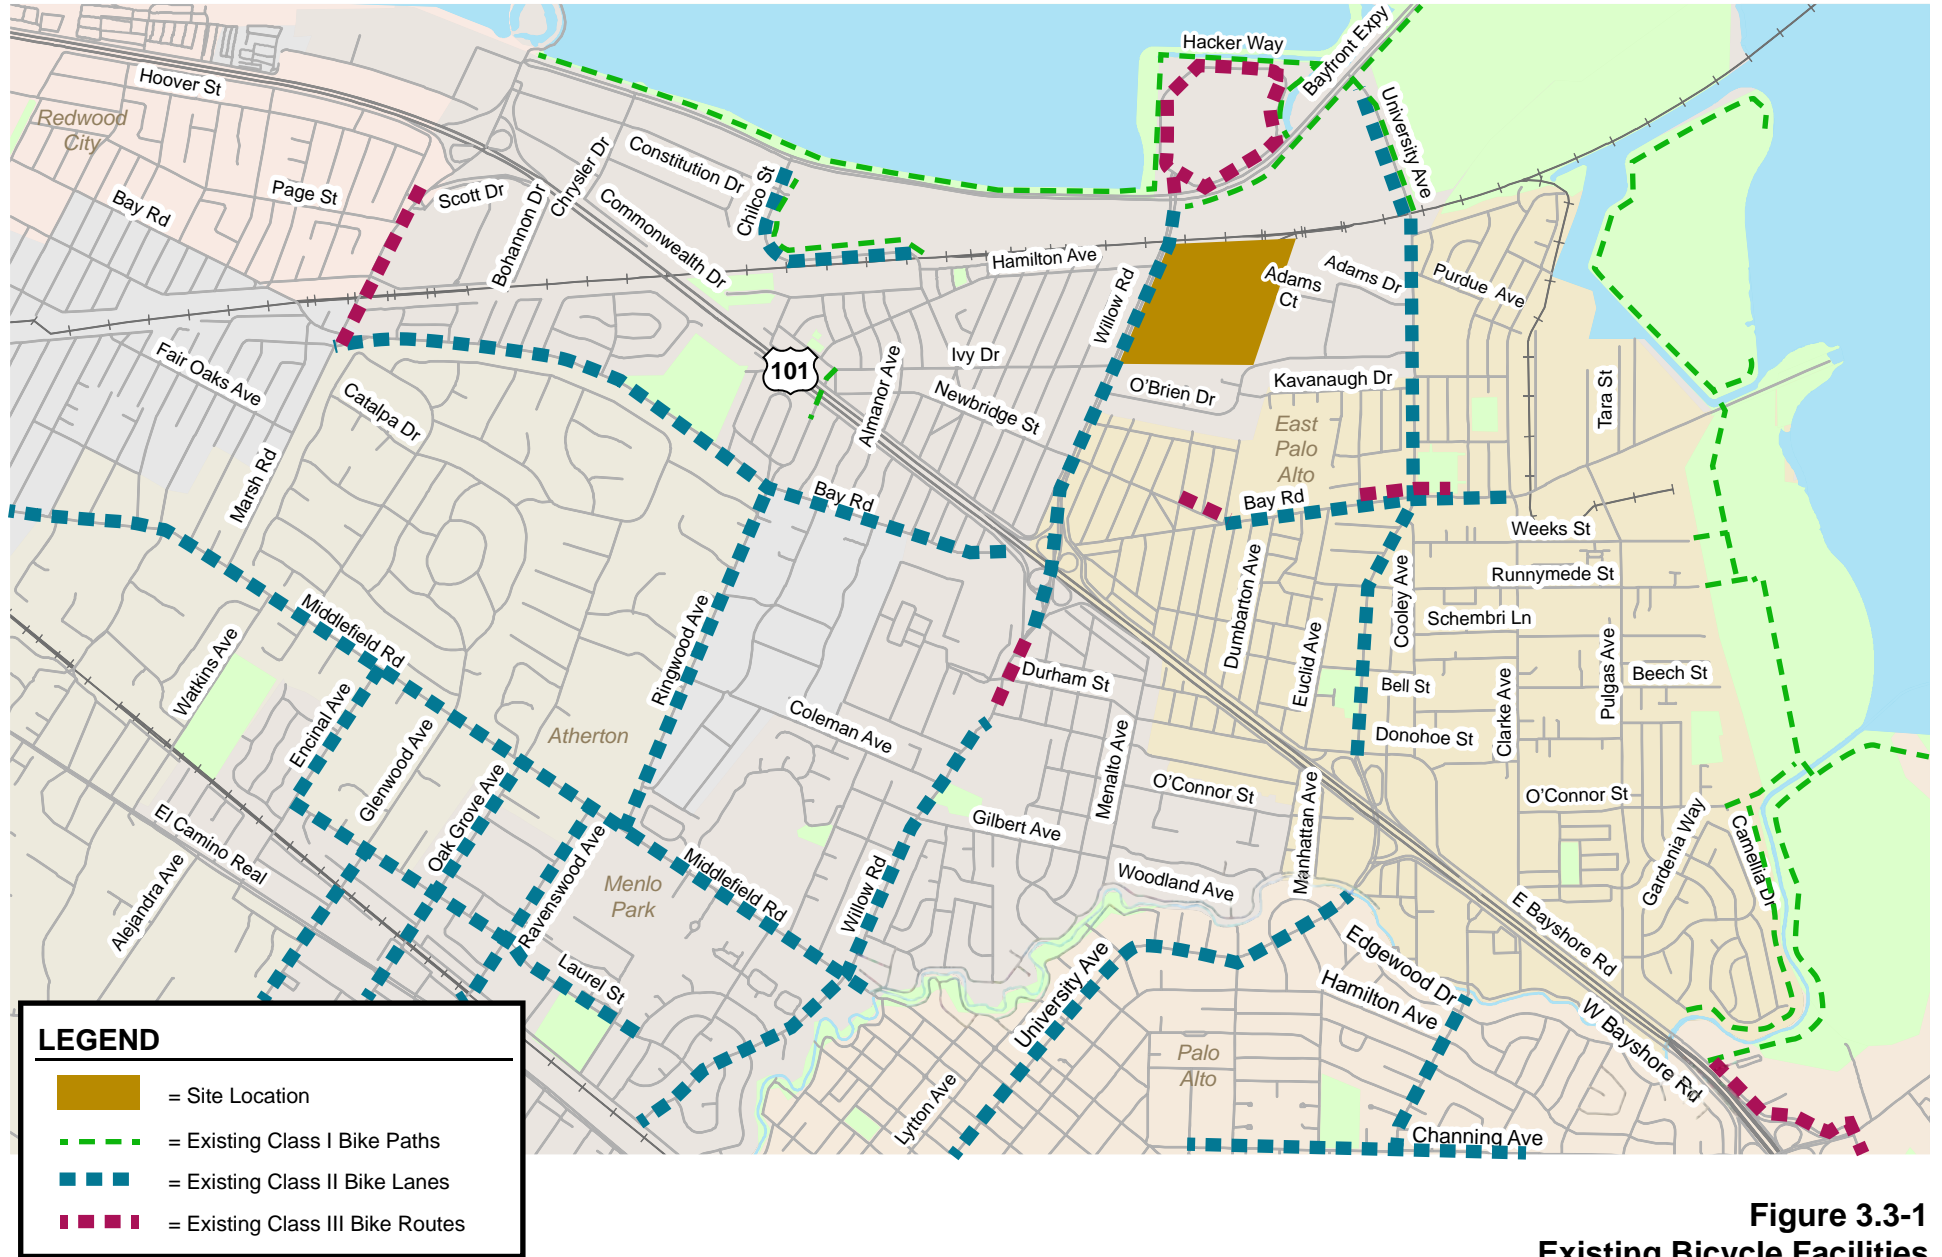 Hacker Way
Bayfront Expy
Hoover St
Redwood
City
University Ave
Constitution Dr
Chrysler Dr
Chilco St
Page St
Scott Dr
Bay Rd
Bohannon Dr
Commonwealth Dr
Hamilton Ave
Willow Rd
Adams
Ct
Adams Dr
Purdue Ave
Fair Oaks Ave
101
Ivy Dr
Almanor Ave
Newbridge St
O'Brien Dr
Kavanaugh Dr
Tara St
Catalpa Dr
East
Palo
Alto
Marsh Rd
Bay Rd
Bay Rd
Weeks St
Runnymede St
Dumbarton Ave
Cooley Ave
Schembri Ln
Middlefield Rd
Ringwood Ave
Watkins Ave
Euclid Ave
Pulgas Ave
Durham St
Bell St
Beech St
Clarke Ave
Encinal Ave
Glenwood Ave
Atherton
Coleman Ave
Menalto Ave
Donohoe St
O'Connor St
Manhattan Ave
O'Connor St
Oak Grove Ave
El Camino Real
Gilbert Ave
Gardenia Way
Camellia Dr
Alejandra Ave
Ravenswood Ave
Menlo
Park
Middlefield Rd
Willow Rd
Woodland Ave
E Bayshore Rd
Laurel St
University Ave
Edgewood Dr
Hamilton Ave
W Bayshore Rd
Palo
Alto
Lytton Ave
Channing Ave
LEGEND
= Site Location
= Existing Class I Bike Paths
= Existing Class II Bike Lanes
= Existing Class III Bike Routes
Figure 3.3-1
Existing Bicycle Facilities